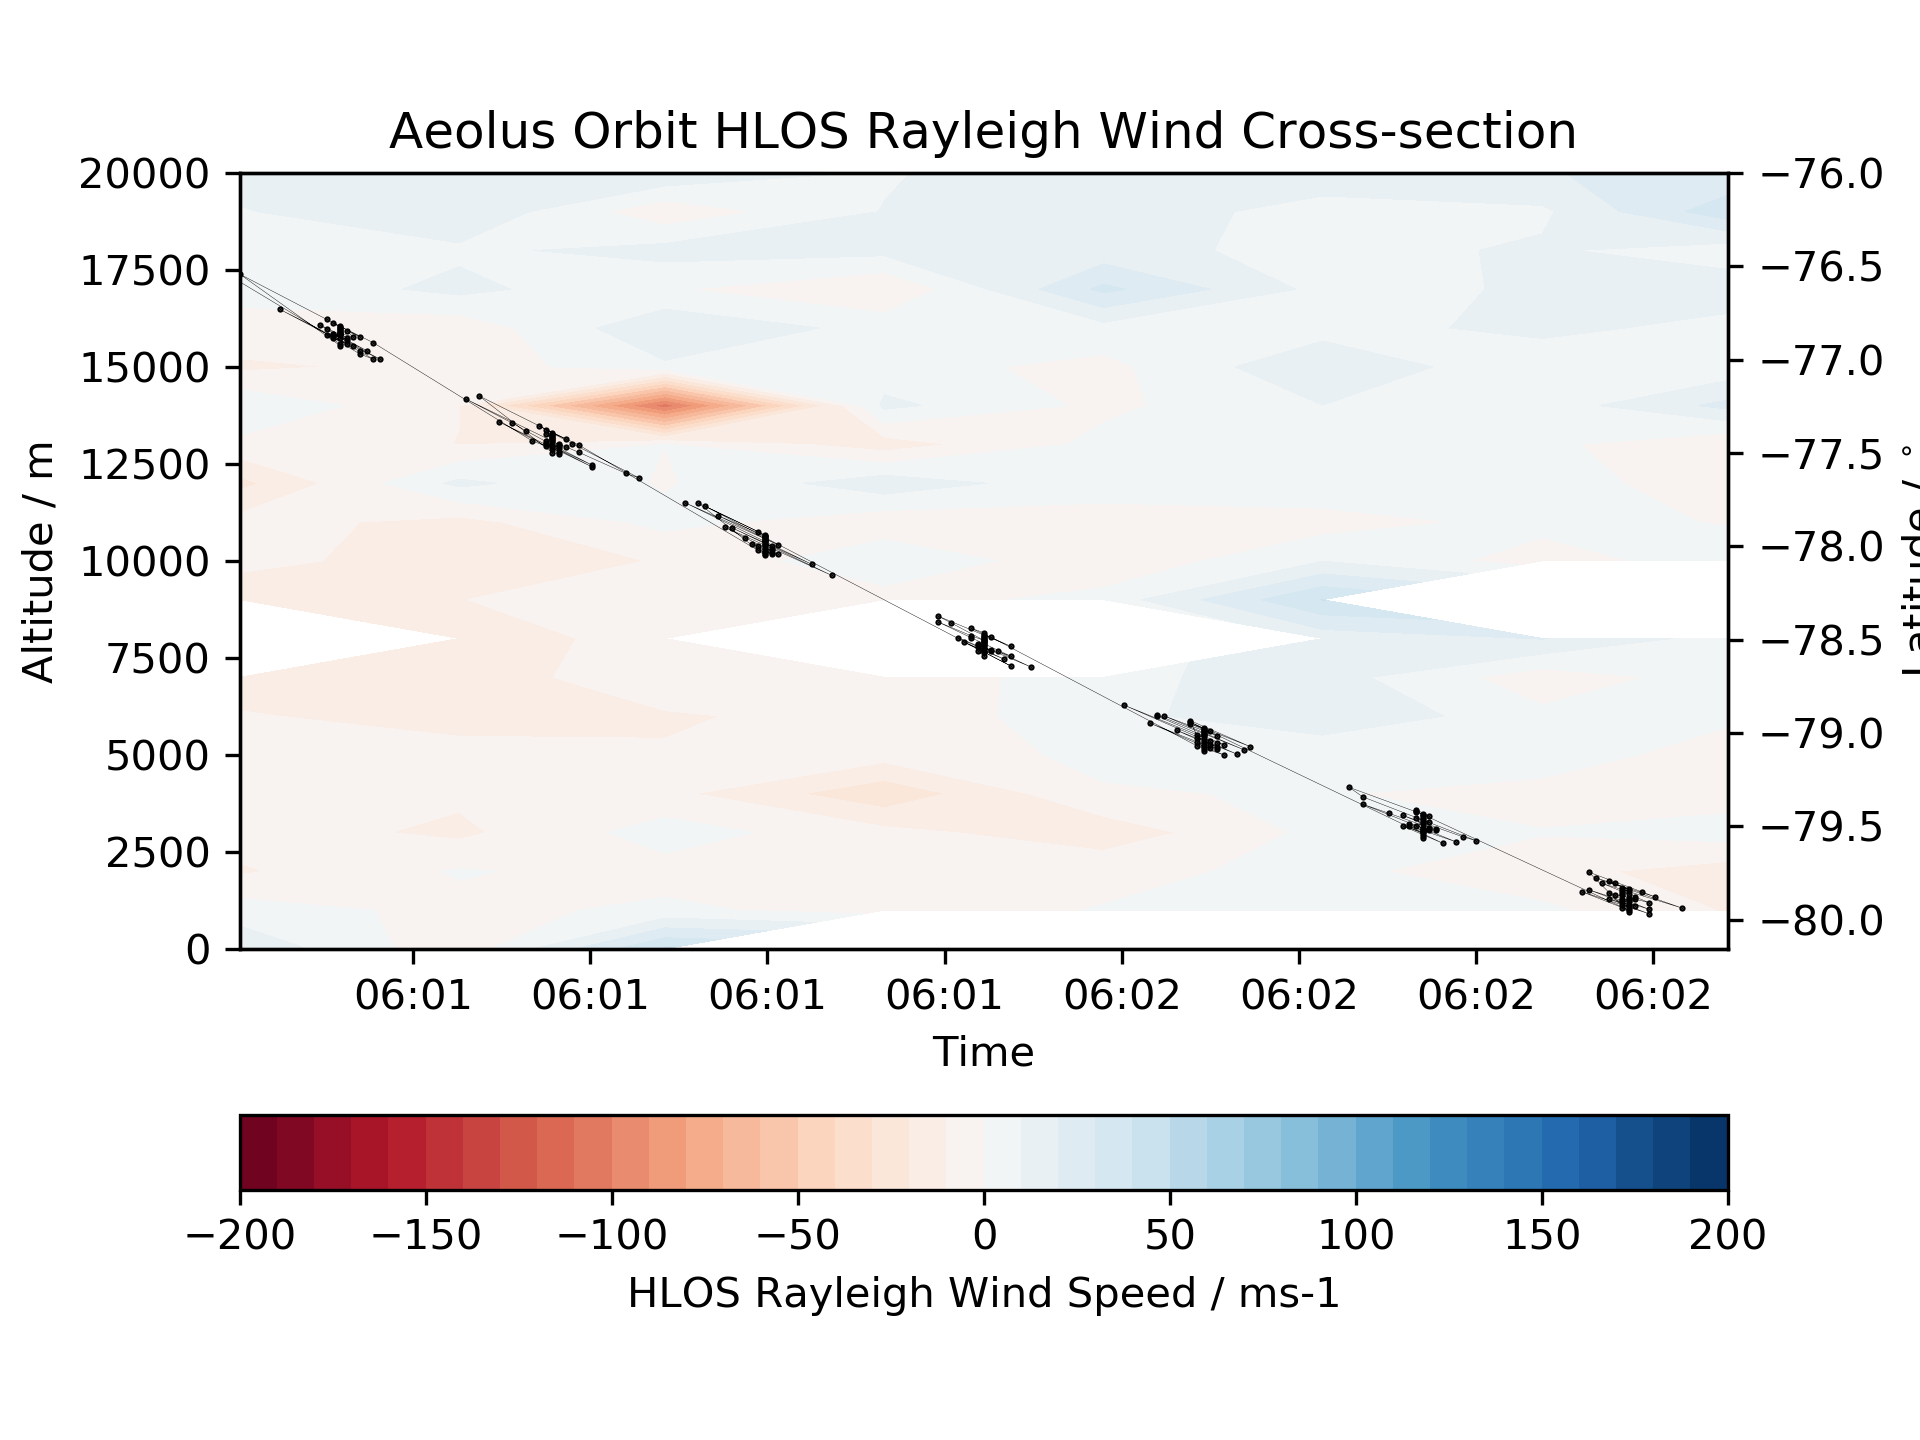 Aeolus Orbit HLOS Rayleigh Wind Cross-section
20000
17500
15000
12500
10000
7500
5000
2500
0
Altitude / m
−76.0
−76.5
−77.0
−77.5
−78.0
−78.5
−79.0
−79.5
−80.0
Latitude / °
06:01 06:01 06:01 06:01 06:02 06:02 06:02 06:02
Time
−200 −150 −100 −50 0 50 100 150 200
HLOS Rayleigh Wind Speed / ms-1